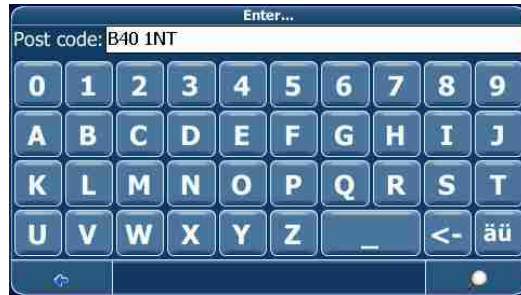 Enter...
Post code: B40 1NT
0 1 2 3 4 5 6 7 8 9
A B C D E F G H I J
K L M N O P Q R S T
U V W X Y Z _ <- äü